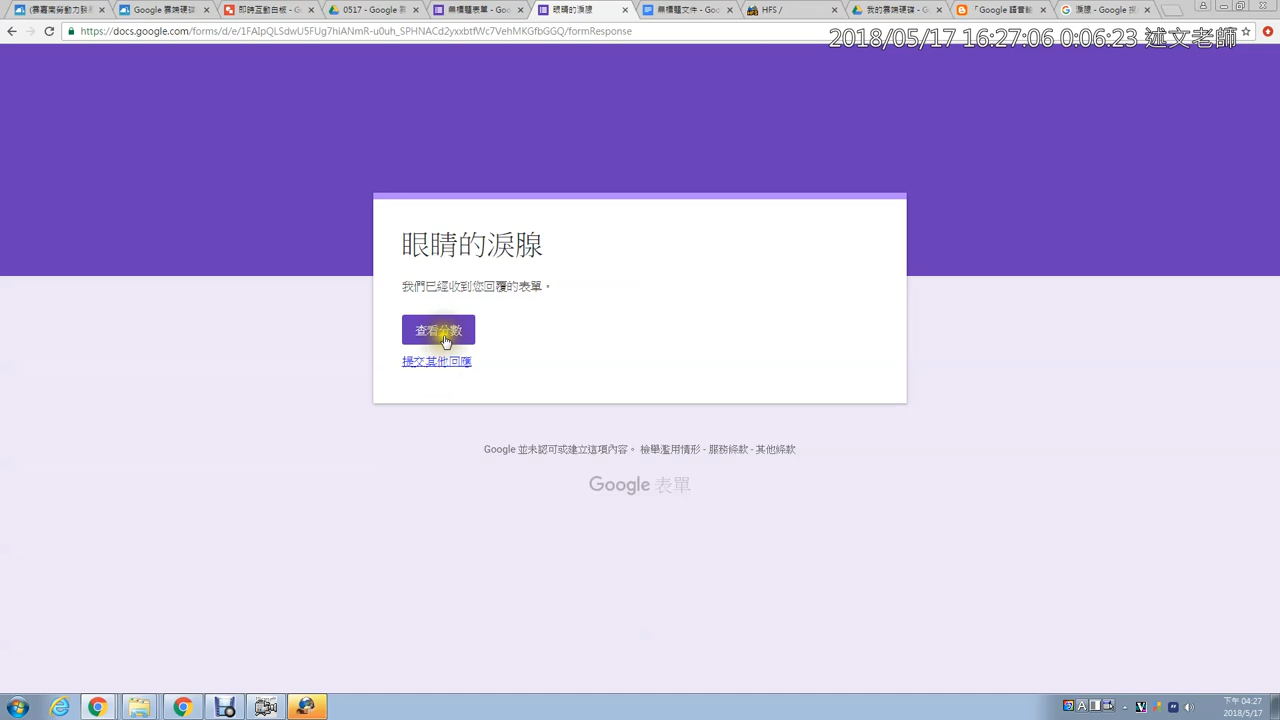 Google 雲端硬碟
即時互動白板 - G
0517 - Google 雲
無標題表單 - Goo
眼睛的淚腺
無標題文件 - Goo
HFS /
我的雲端硬碟 - G
「Google 語音輸
淚腺 - Google 搜
https://docs.google.com/forms/d/e/1FAIpQLSdwU5FUg7hiANmR-u0uh_SPHNACd2yxxbtfWc7VehMKGfbGGQ/formResponse
2018/05/17 16:27:06 0:06:23 述文老師
眼睛的淚腺
我們已經收到您回覆的表單。
查看分數
提交其他回應
Google 並未認可或建立這項內容。 檢舉濫用情形 - 服務條款 - 其他條款
Google 表單
下午 04:27
2018/5/17